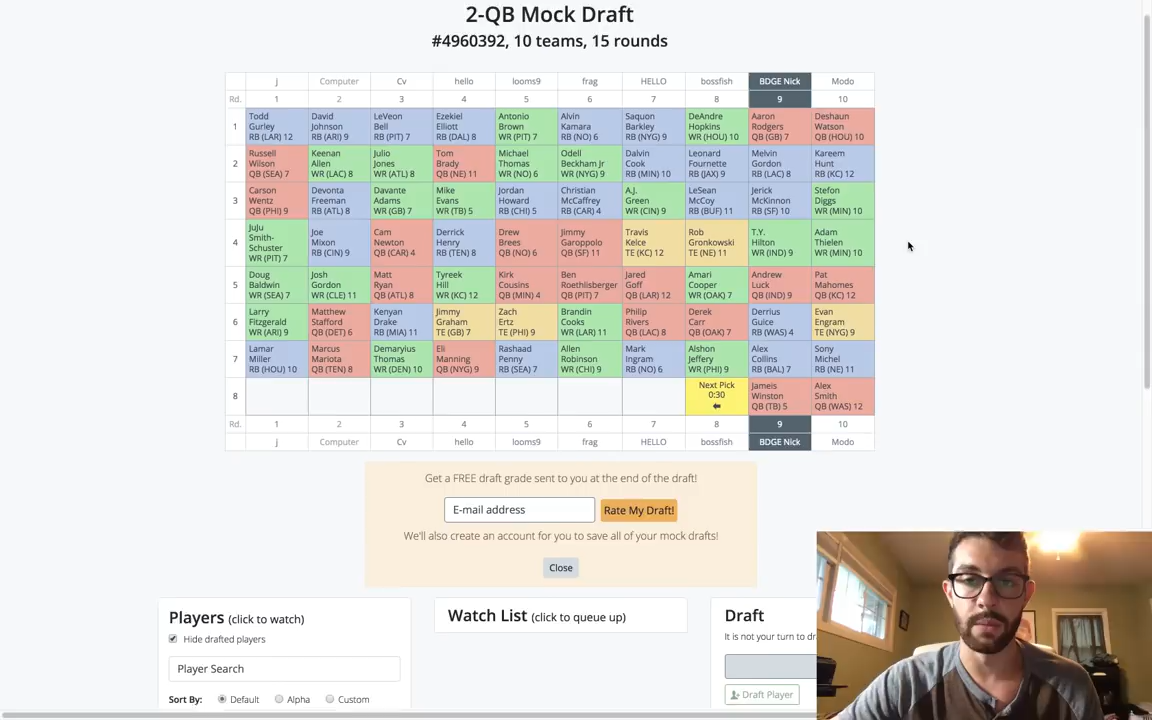 2-QB Mock Draft
#4960392, 10 teams, 15 rounds
j Computer Cv hello looms9 frag HELLO bossfish BDGE Nick Modo
Rd. 1 2 3 4 5 6 7 8 9 10
1
Todd Gurley RB (LAR) 12
David Johnson RB (ARI) 9
LeVeon Bell RB (PIT) 7
Ezekiel Elliott RB (DAL) 8
Antonio Brown WR (PIT) 7
Alvin Kamara RB (NO) 6
Saquon Barkley RB (NYG) 9
DeAndre Hopkins WR (HOU) 10
Aaron Rodgers QB (GB) 7
Deshaun Watson QB (HOU) 10
2
Russell Wilson QB (SEA) 7
Keenan Allen WR (LAC) 8
Julio Jones WR (ATL) 8
Tom Brady QB (NE) 11
Michael Thomas WR (NO) 6
Odell Beckham Jr WR (NYG) 9
Dalvin Cook RB (MIN) 10
Leonard Fournette RB (JAX) 9
Melvin Gordon RB (LAC) 8
Kareem Hunt RB (KC) 12
3
Carson Wentz QB (PHI) 9
Devonta Freeman RB (ATL) 8
Davante Adams WR (GB) 7
Mike Evans WR (TB) 5
Jordan Howard RB (CHI) 5
Christian McCaffrey RB (CAR) 4
A.J. Green WR (CIN) 9
LeSean McCoy RB (BUF) 11
Jerick McKinnon RB (SF) 10
Stefon Diggs WR (MIN) 10
4
JuJu Smith-Schuster WR (PIT) 7
Joe Mixon RB (CIN) 9
Cam Newton QB (CAR) 4
Derrick Henry RB (TEN) 8
Drew Brees QB (NO) 6
Jimmy Garoppolo QB (SF) 11
Travis Kelce TE (KC) 12
Rob Gronkowski TE (NE) 11
T.Y. Hilton WR (IND) 9
Adam Thielen WR (MIN) 10
5
Doug Baldwin WR (SEA) 7
Josh Gordon WR (CLE) 11
Matt Ryan QB (ATL) 8
Tyreek Hill WR (KC) 12
Kirk Cousins QB (MIN) 4
Ben Roethlisberger QB (PIT) 7
Jared Goff QB (LAR) 12
Amari Cooper WR (OAK) 7
Andrew Luck QB (IND) 9
Pat Mahomes QB (KC) 12
6
Larry Fitzgerald WR (ARI) 9
Matthew Stafford QB (DET) 6
Kenyan Drake RB (MIA) 11
Jimmy Graham TE (GB) 7
Zach Ertz TE (PHI) 9
Brandin Cooks WR (LAR) 11
Philip Rivers QB (LAC) 8
Derek Carr QB (OAK) 7
Derrius Guice RB (WAS) 4
Evan Engram TE (NYG) 9
7
Lamar Miller RB (HOU) 10
Marcus Mariota QB (TEN) 8
Demaryius Thomas WR (DEN) 10
Eli Manning QB (NYG) 9
Rashaad Penny RB (SEA) 7
Allen Robinson WR (CHI) 9
Mark Ingram RB (NO) 6
Alshon Jeffery WR (PHI) 9
Alex Collins RB (BAL) 7
Sony Michel RB (NE) 11
8
Next Pick 0:30
Jameis Winston QB (TB) 5
Alex Smith QB (WAS) 12
Rd. 1 2 3 4 5 6 7 8 9 10
j Computer Cv hello looms9 frag HELLO bossfish BDGE Nick Modo
Get a FREE draft grade sent to you at the end of the draft!
E-mail address Rate My Draft!
We'll also create an account for you to save all of your mock drafts!
Close
Players (click to watch)
Hide drafted players
Player Search
Sort By: Default Alpha Custom
Watch List (click to queue up)
Draft
It is not your turn to
Draft Player